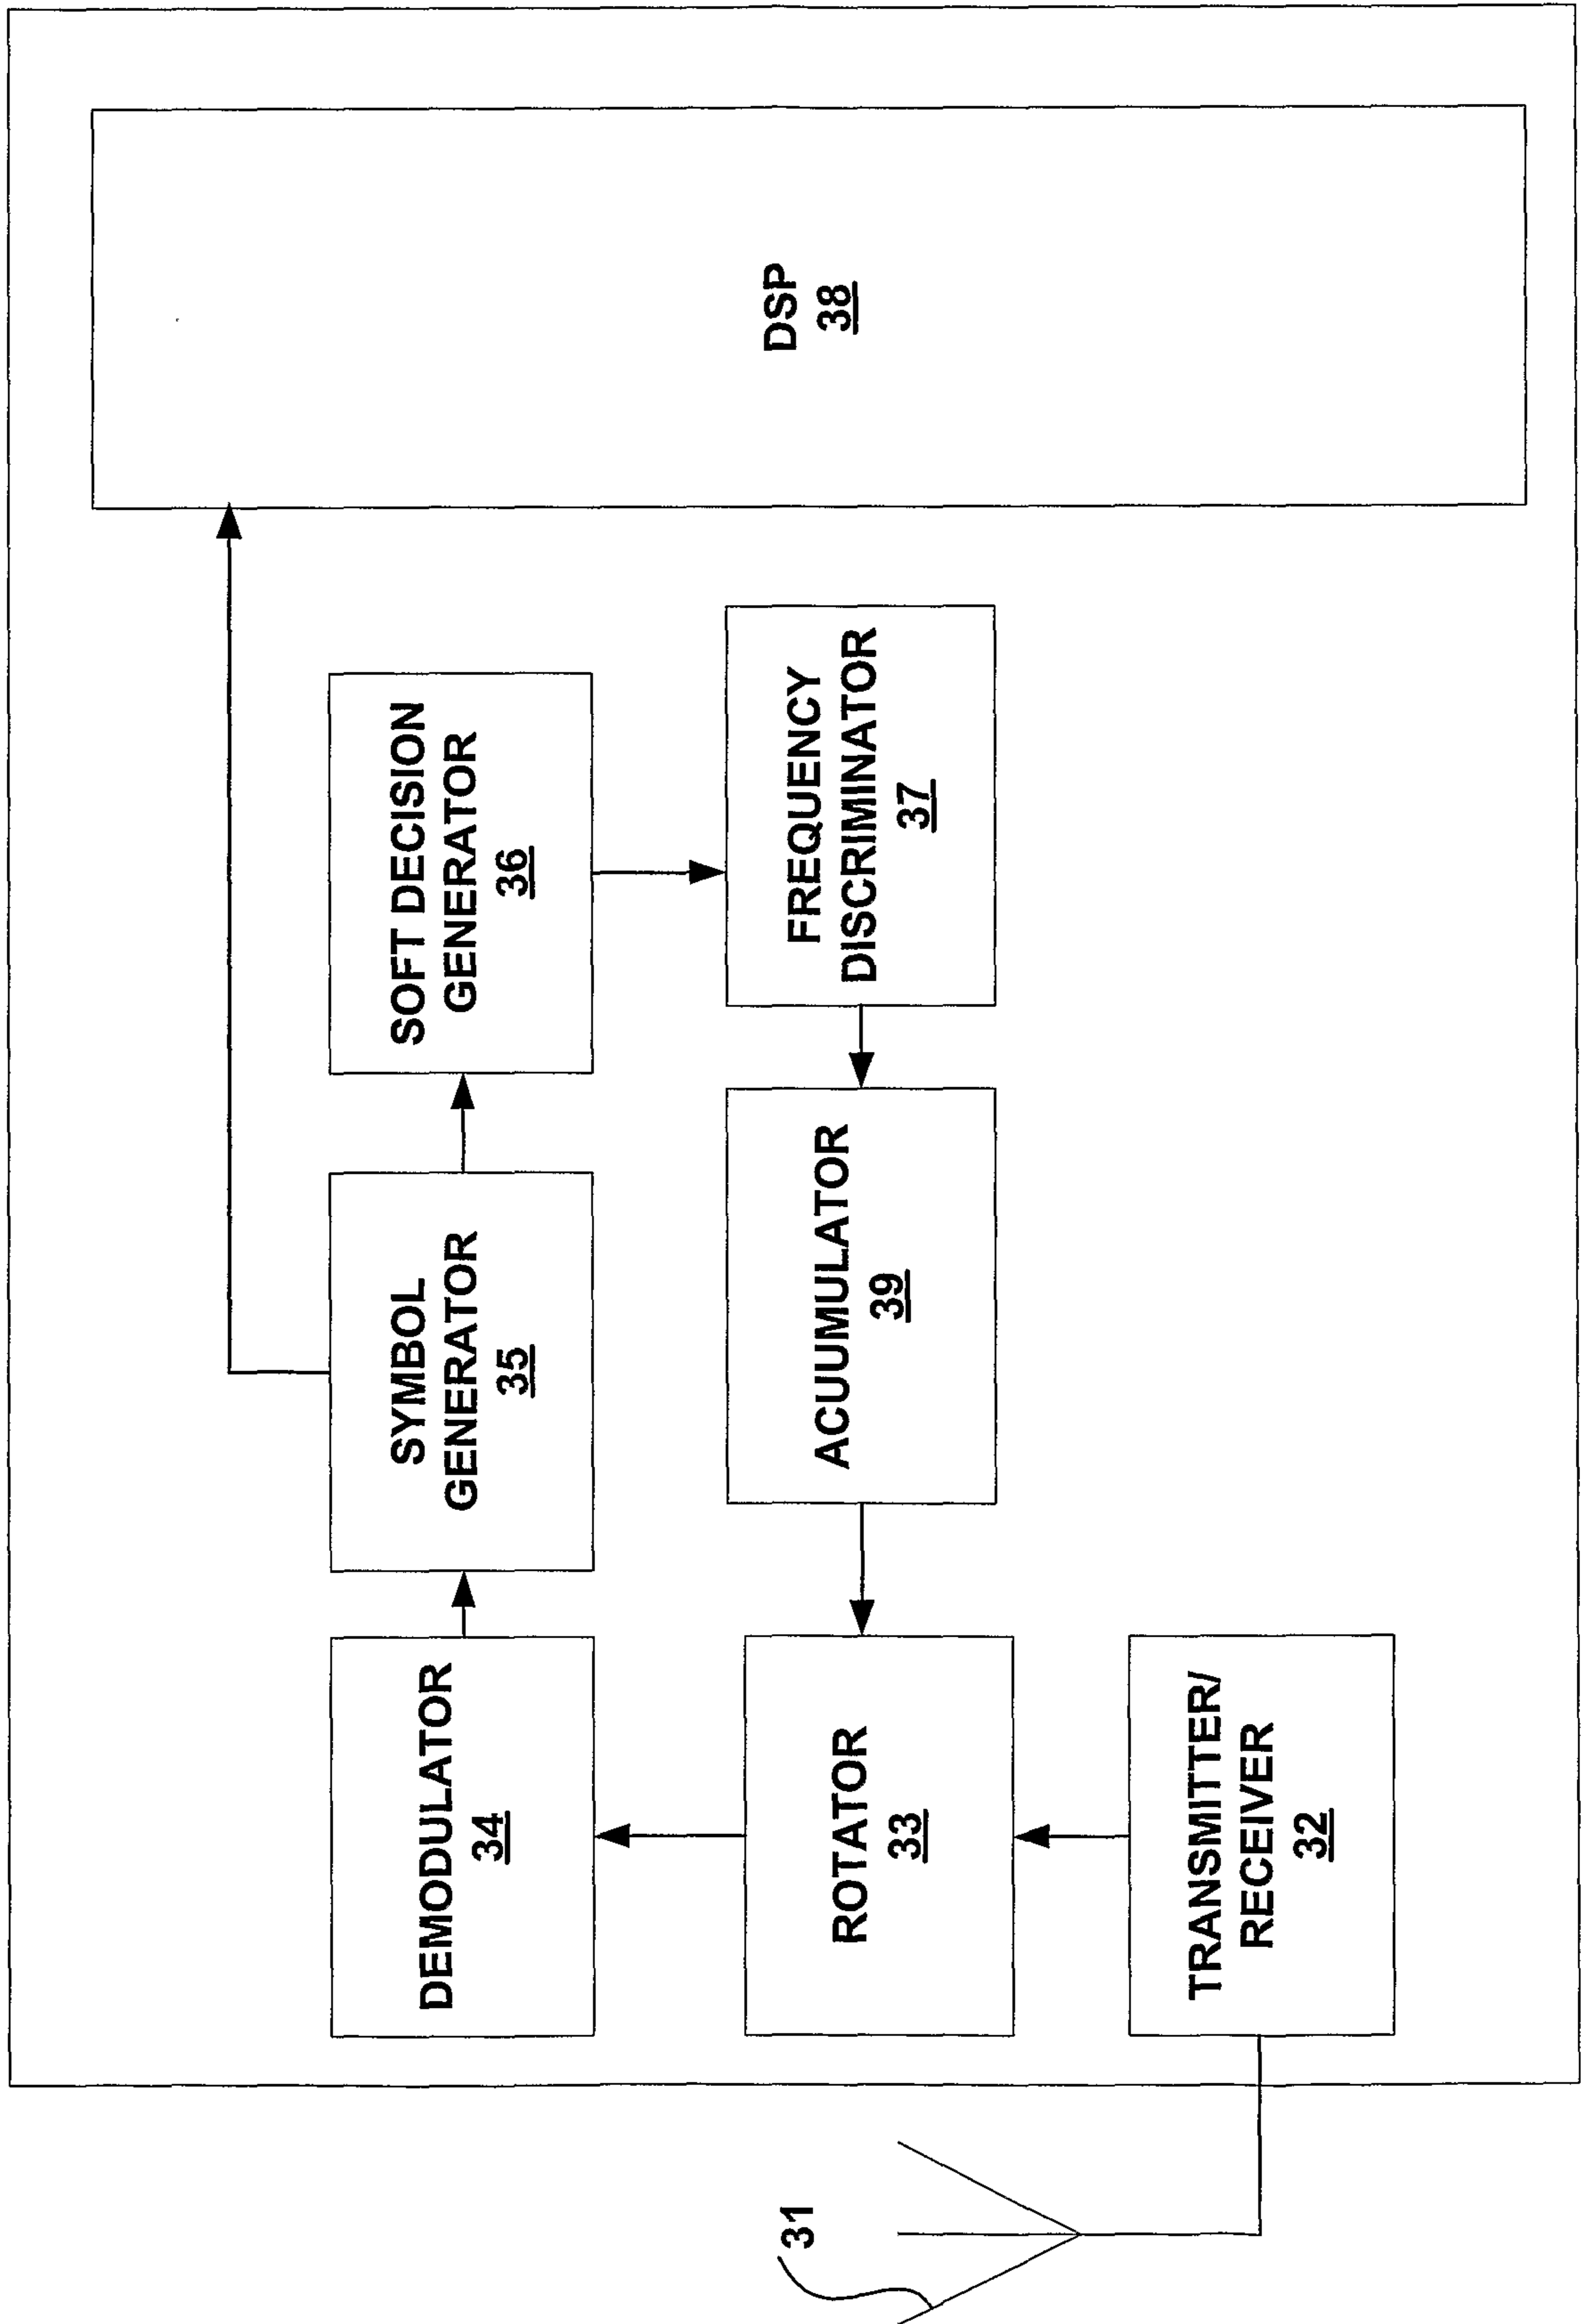 DEMODULATOR
34
SYMBOL
GENERATOR
35
SOFT DECISION
GENERATOR
36
DSP
38
ROTATOR
33
ACUUMULATOR
39
FREQUENCY
DISCRIMINATOR
37
31
TRANSMITTER/
RECEIVER
32